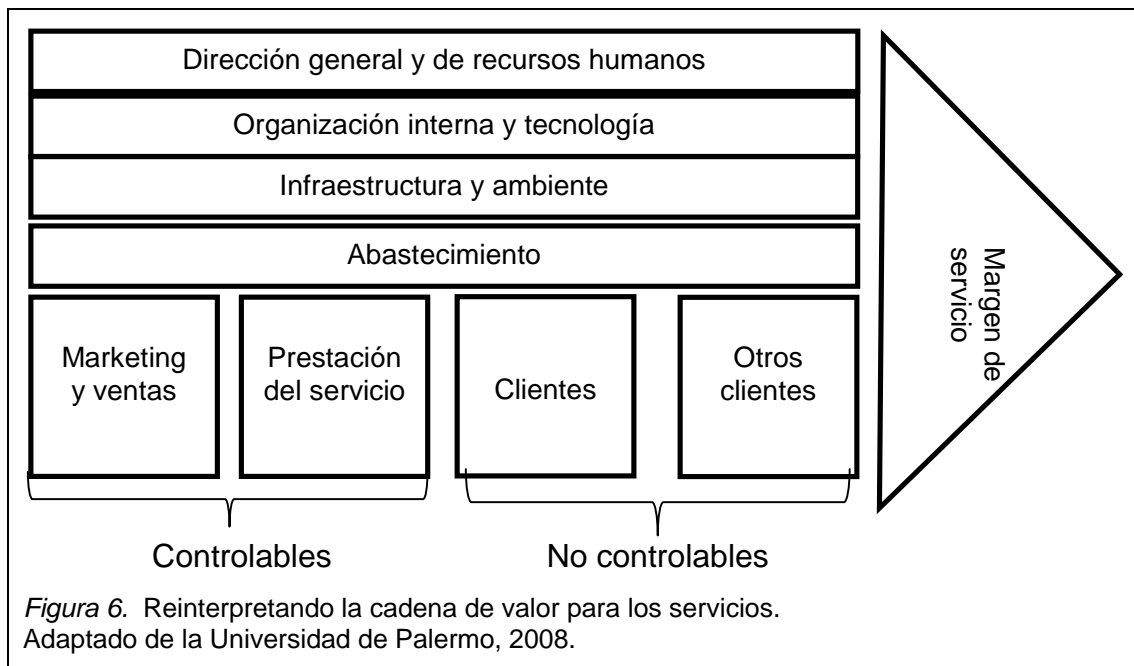 Dirección general y de recursos humanos
Organización interna y tecnología
Infraestructura y ambiente
Abastecimiento
Marketing
y ventas
Prestación
del servicio
Clientes
Otros
clientes
Margen de
servicio
Controlables
No controlables
Figura 6. Reinterpretando la cadena de valor para los servicios.
Adaptado de la Universidad de Palermo, 2008.